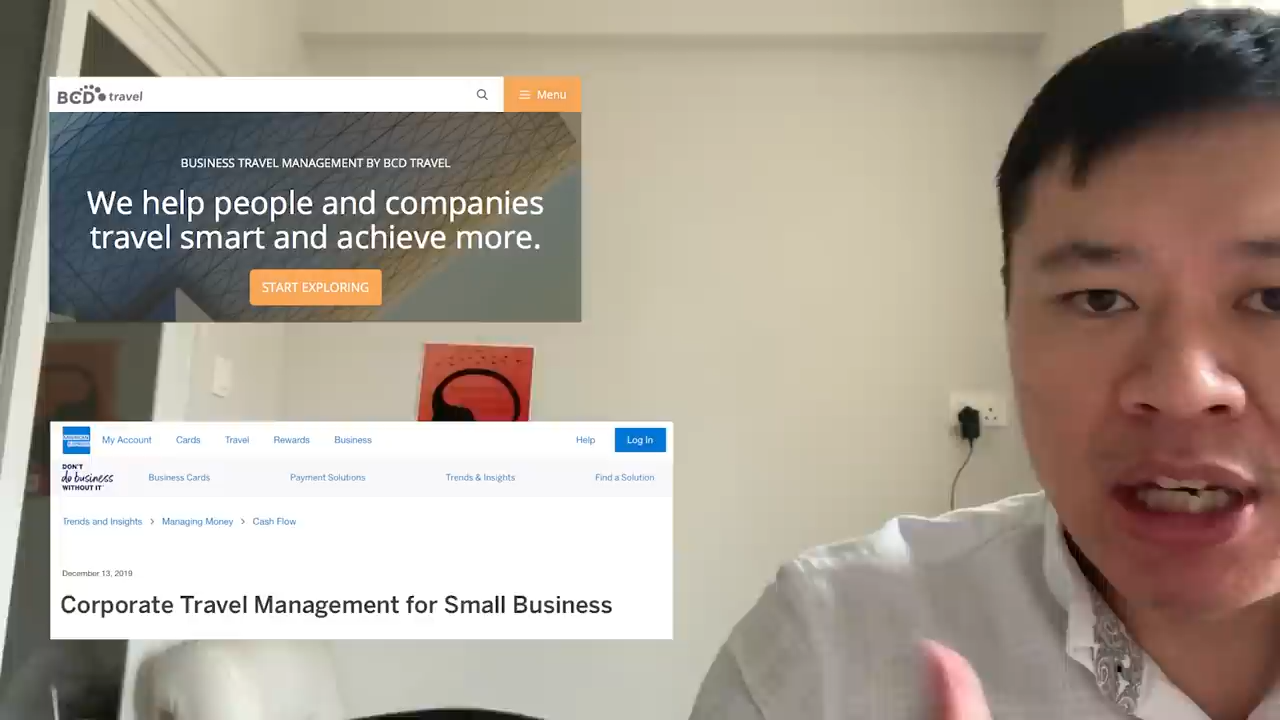 BCD travel
Menu
BUSINESS TRAVEL MANAGEMENT BY BCD TRAVEL
We help people and companies
travel smart and achieve more.
START EXPLORING
My Account Cards Travel Rewards Business Help Log In
DON'T
do business
WITHOUT IT
Business Cards Payment Solutions Trends & Insights Find a Solution
Trends and Insights > Managing Money > Cash Flow
December 13, 2019
Corporate Travel Management for Small Business